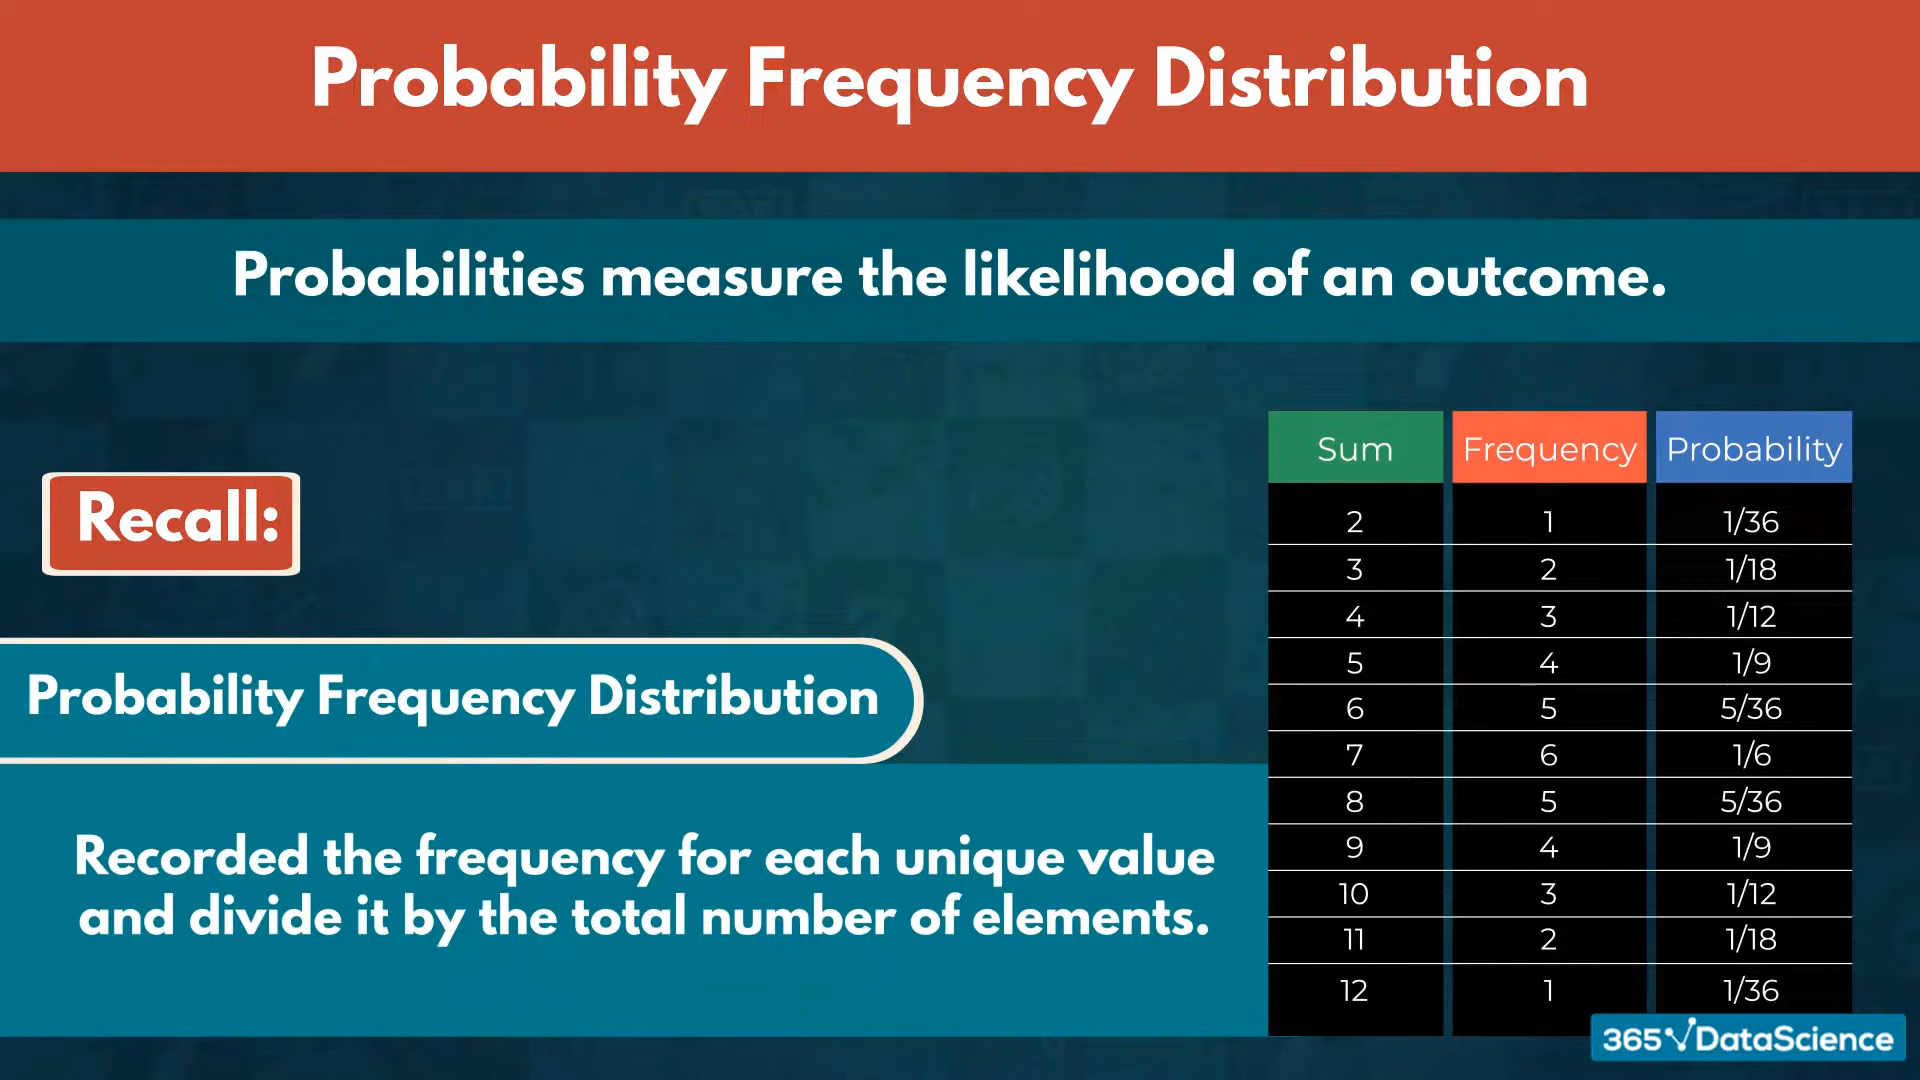 Probability Frequency Distribution
Probabilities measure the likelihood of an outcome.
Recall:
Probability Frequency Distribution
Recorded the frequency for each unique value
and divide it by the total number of elements.
Sum Frequency Probability
2 1 1/36
3 2 1/18
4 3 1/12
5 4 1/9
6 5 5/36
7 6 1/6
8 5 5/36
9 4 1/9
10 3 1/12
11 2 1/18
12 1 1/36
365 DataScience